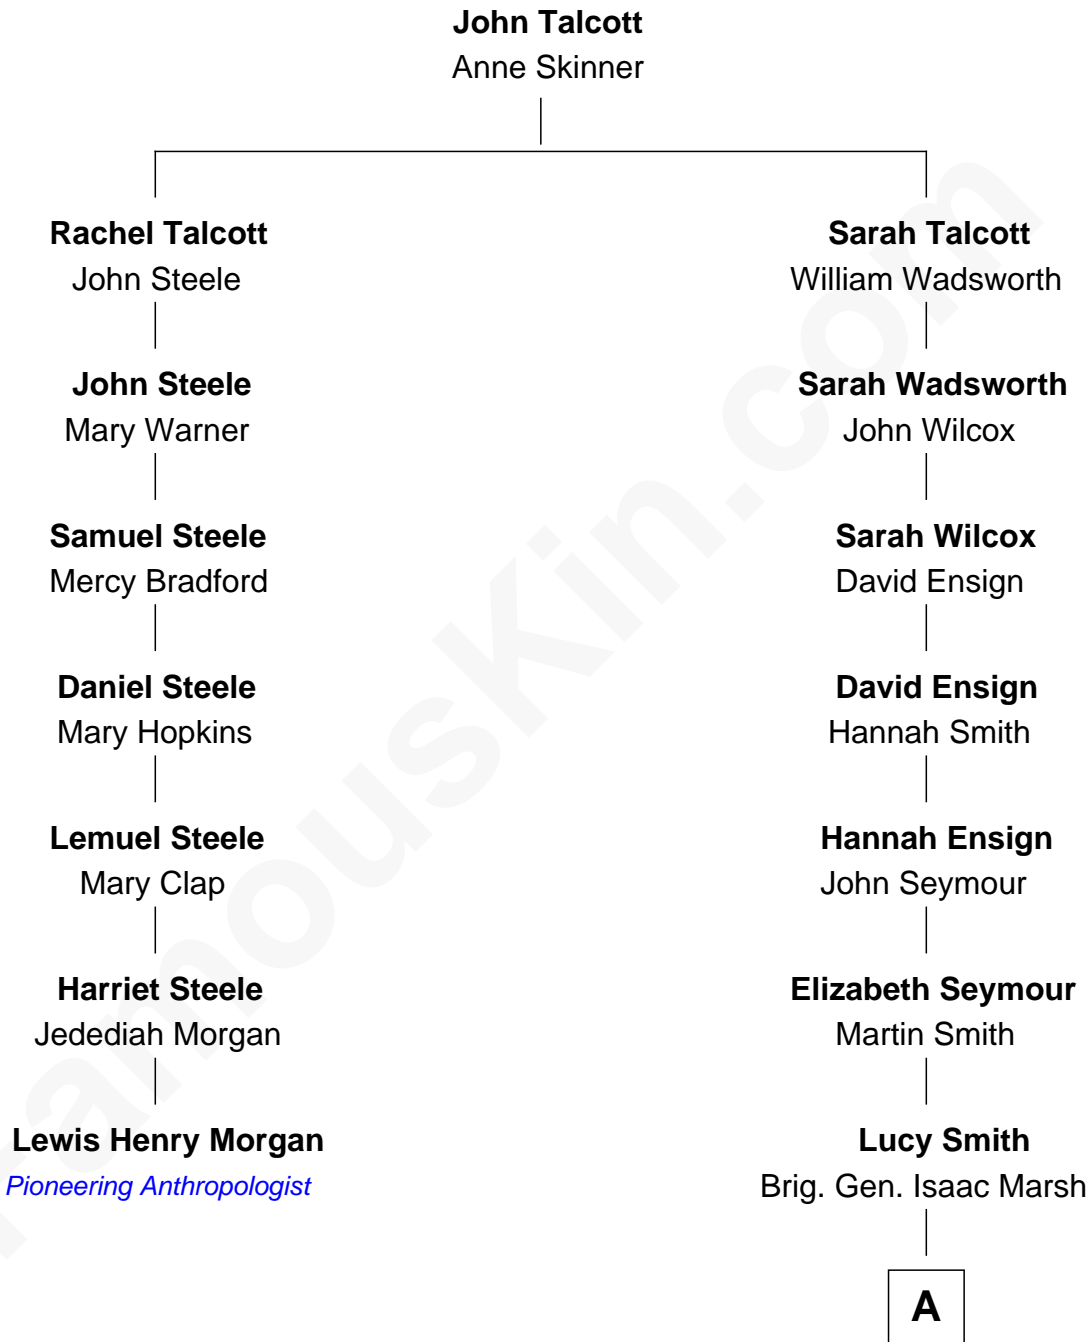 John Talcott
Anne Skinner
Rachel Talcott
John Steele
John Steele
Mary Warner
Samuel Steele
Mercy Bradford
Daniel Steele
Mary Hopkins
Lemuel Steele
Mary Clap
Harriet Steele
Jedediah Morgan
Lewis Henry Morgan
Pioneering Anthropologist
Sarah Talcott
William Wadsworth
Sarah Wadsworth
John Wilcox
Sarah Wilcox
David Ensign
David Ensign
Hannah Smith
Hannah Ensign
John Seymour
Elizabeth Seymour
Martin Smith
Lucy Smith
Brig. Gen. Isaac Marsh
A
FamousKin.com